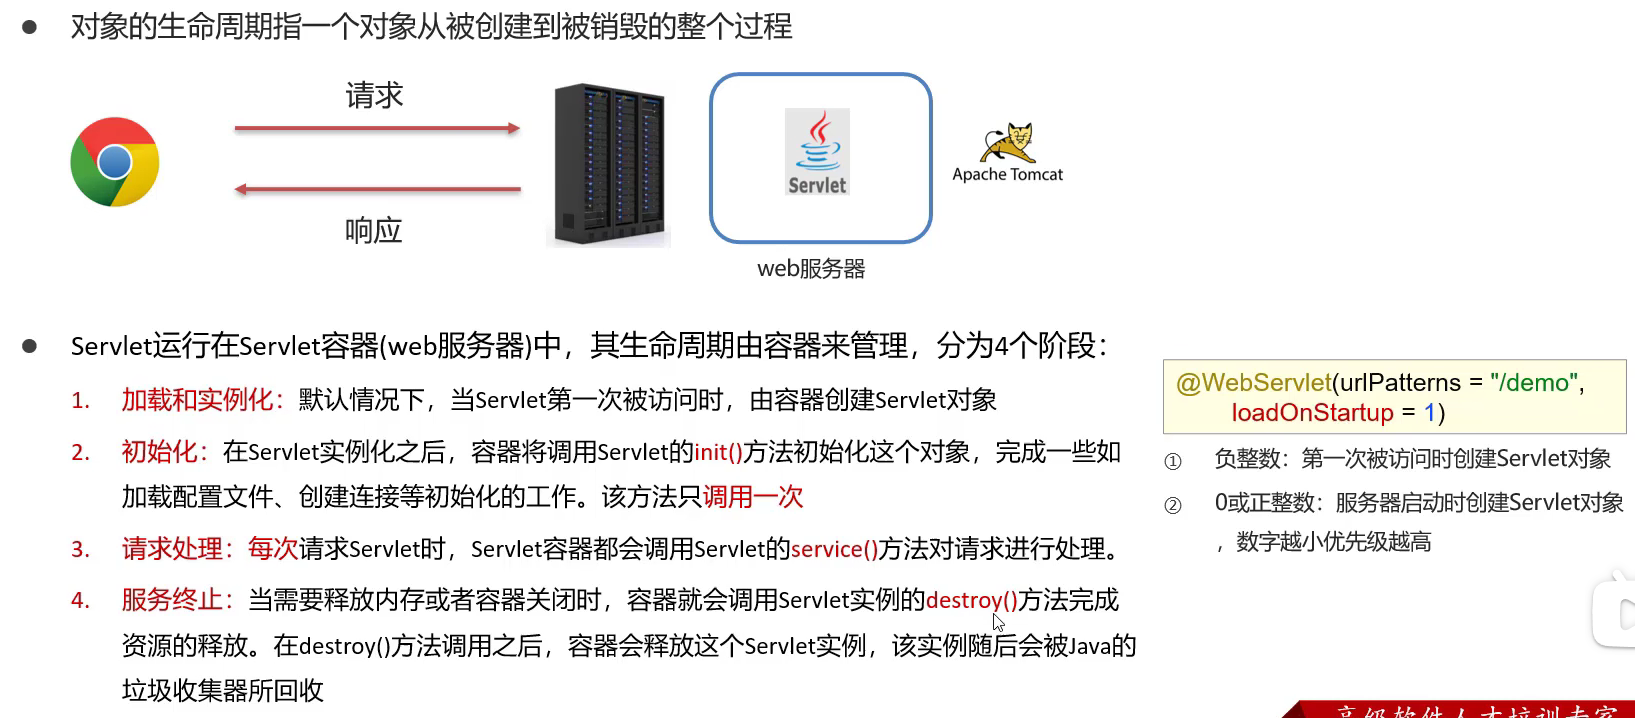 ● 对象的生命周期指一个对象从被创建到被销毁的整个过程
请求
响应
Servlet
web服务器
Apache Tomcat
● Servlet运行在Servlet容器(web服务器)中，其生命周期由容器来管理，分为4个阶段：
1. 加载和实例化：默认情况下，当Servlet第一次被访问时，由容器创建Servlet对象
2. 初始化：在Servlet实例化之后，容器将调用Servlet的init()方法初始化这个对象，完成一些如
加载配置文件、创建连接等初始化的工作。该方法只调用一次
3. 请求处理：每次请求Servlet时，Servlet容器都会调用Servlet的service()方法对请求进行处理。
4. 服务终止：当需要释放内存或者容器关闭时，容器就会调用Servlet实例的destroy()方法完成
资源的释放。在destroy()方法调用之后，容器会释放这个Servlet实例，该实例随后会被Java的
垃圾收集器所回收
@WebServlet(urlPatterns = "/demo",
loadOnStartup = 1)
① 负整数：第一次被访问时创建Servlet对象
② 0或正整数：服务器启动时创建Servlet对象
，数字越小优先级越高
高级软件人才培训专家